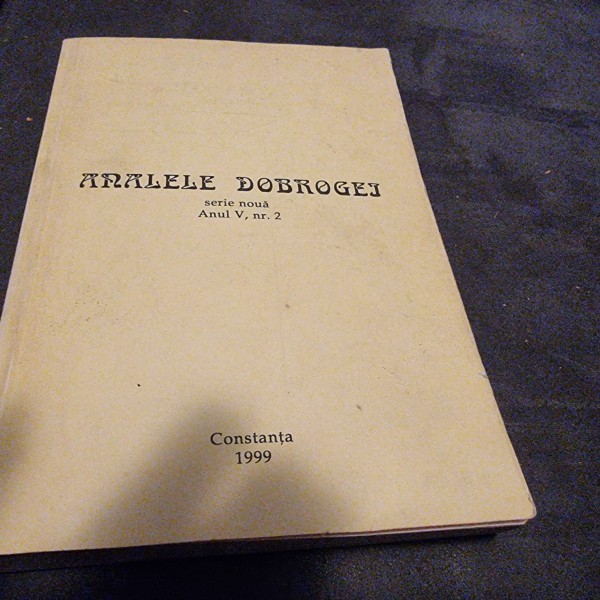 ANALELE DOBROGEI
serie nouă
Anul V, nr. 2
Constanța
1999